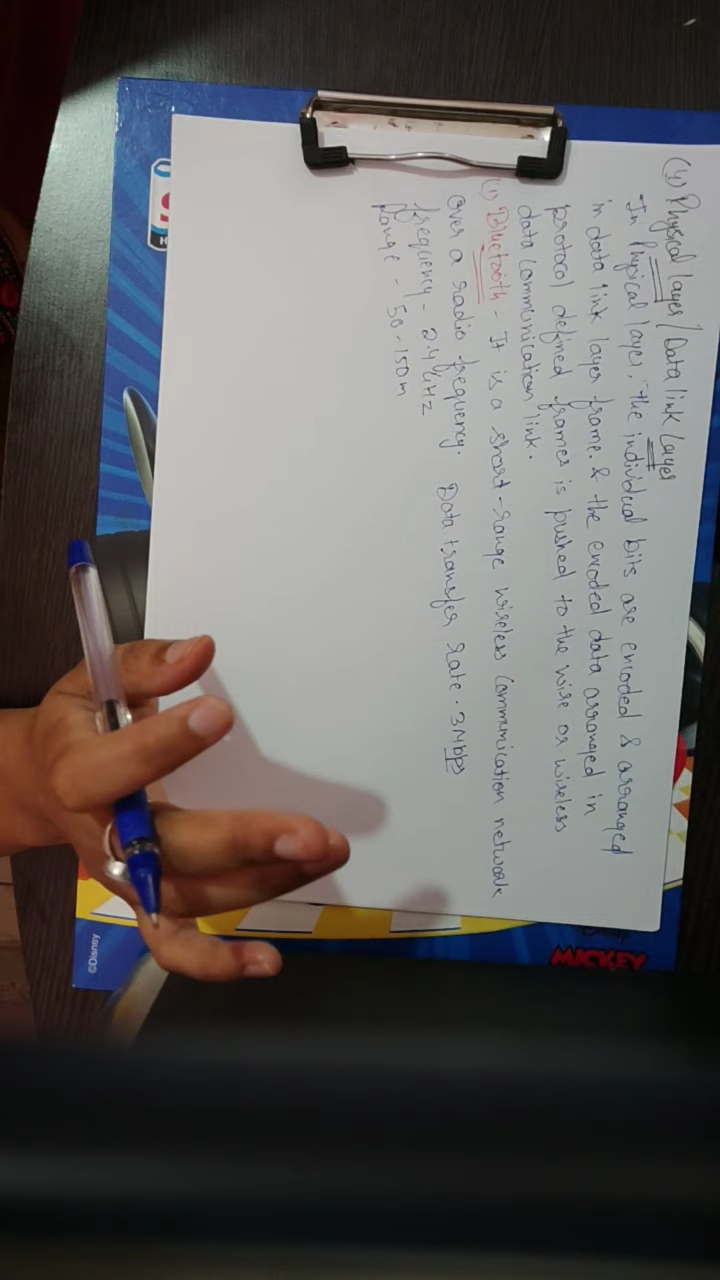 (4) Physical layer / Data link layer
In Physical layer, the individual bits are encoded & arranged
in data link layer frame. & the encoded data arranged in
protocol defined frames is pushed to the wire or wireless
data communication link.
(1) Bluetooth - It is a short-range wireless communication network
over a radio frequency. Data transfer rate. 3Mbps
frequency - 2.4GHz
Range - 50-150m
MICKEY
©Disney